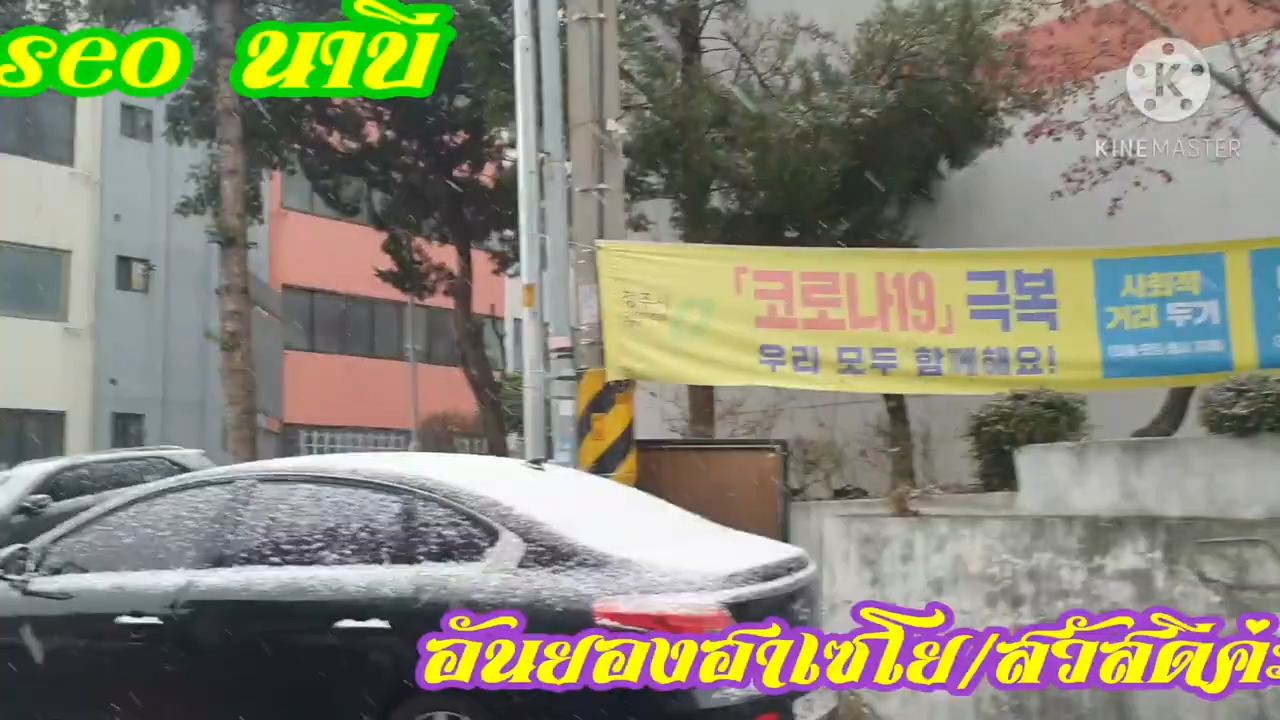 seo นาบี
KINEMASTER
「코로나19」 극복
우리 모두 함께해요!
사회적
거리 두기
อันยองฮาเซโย/สวัสดีค่ะ